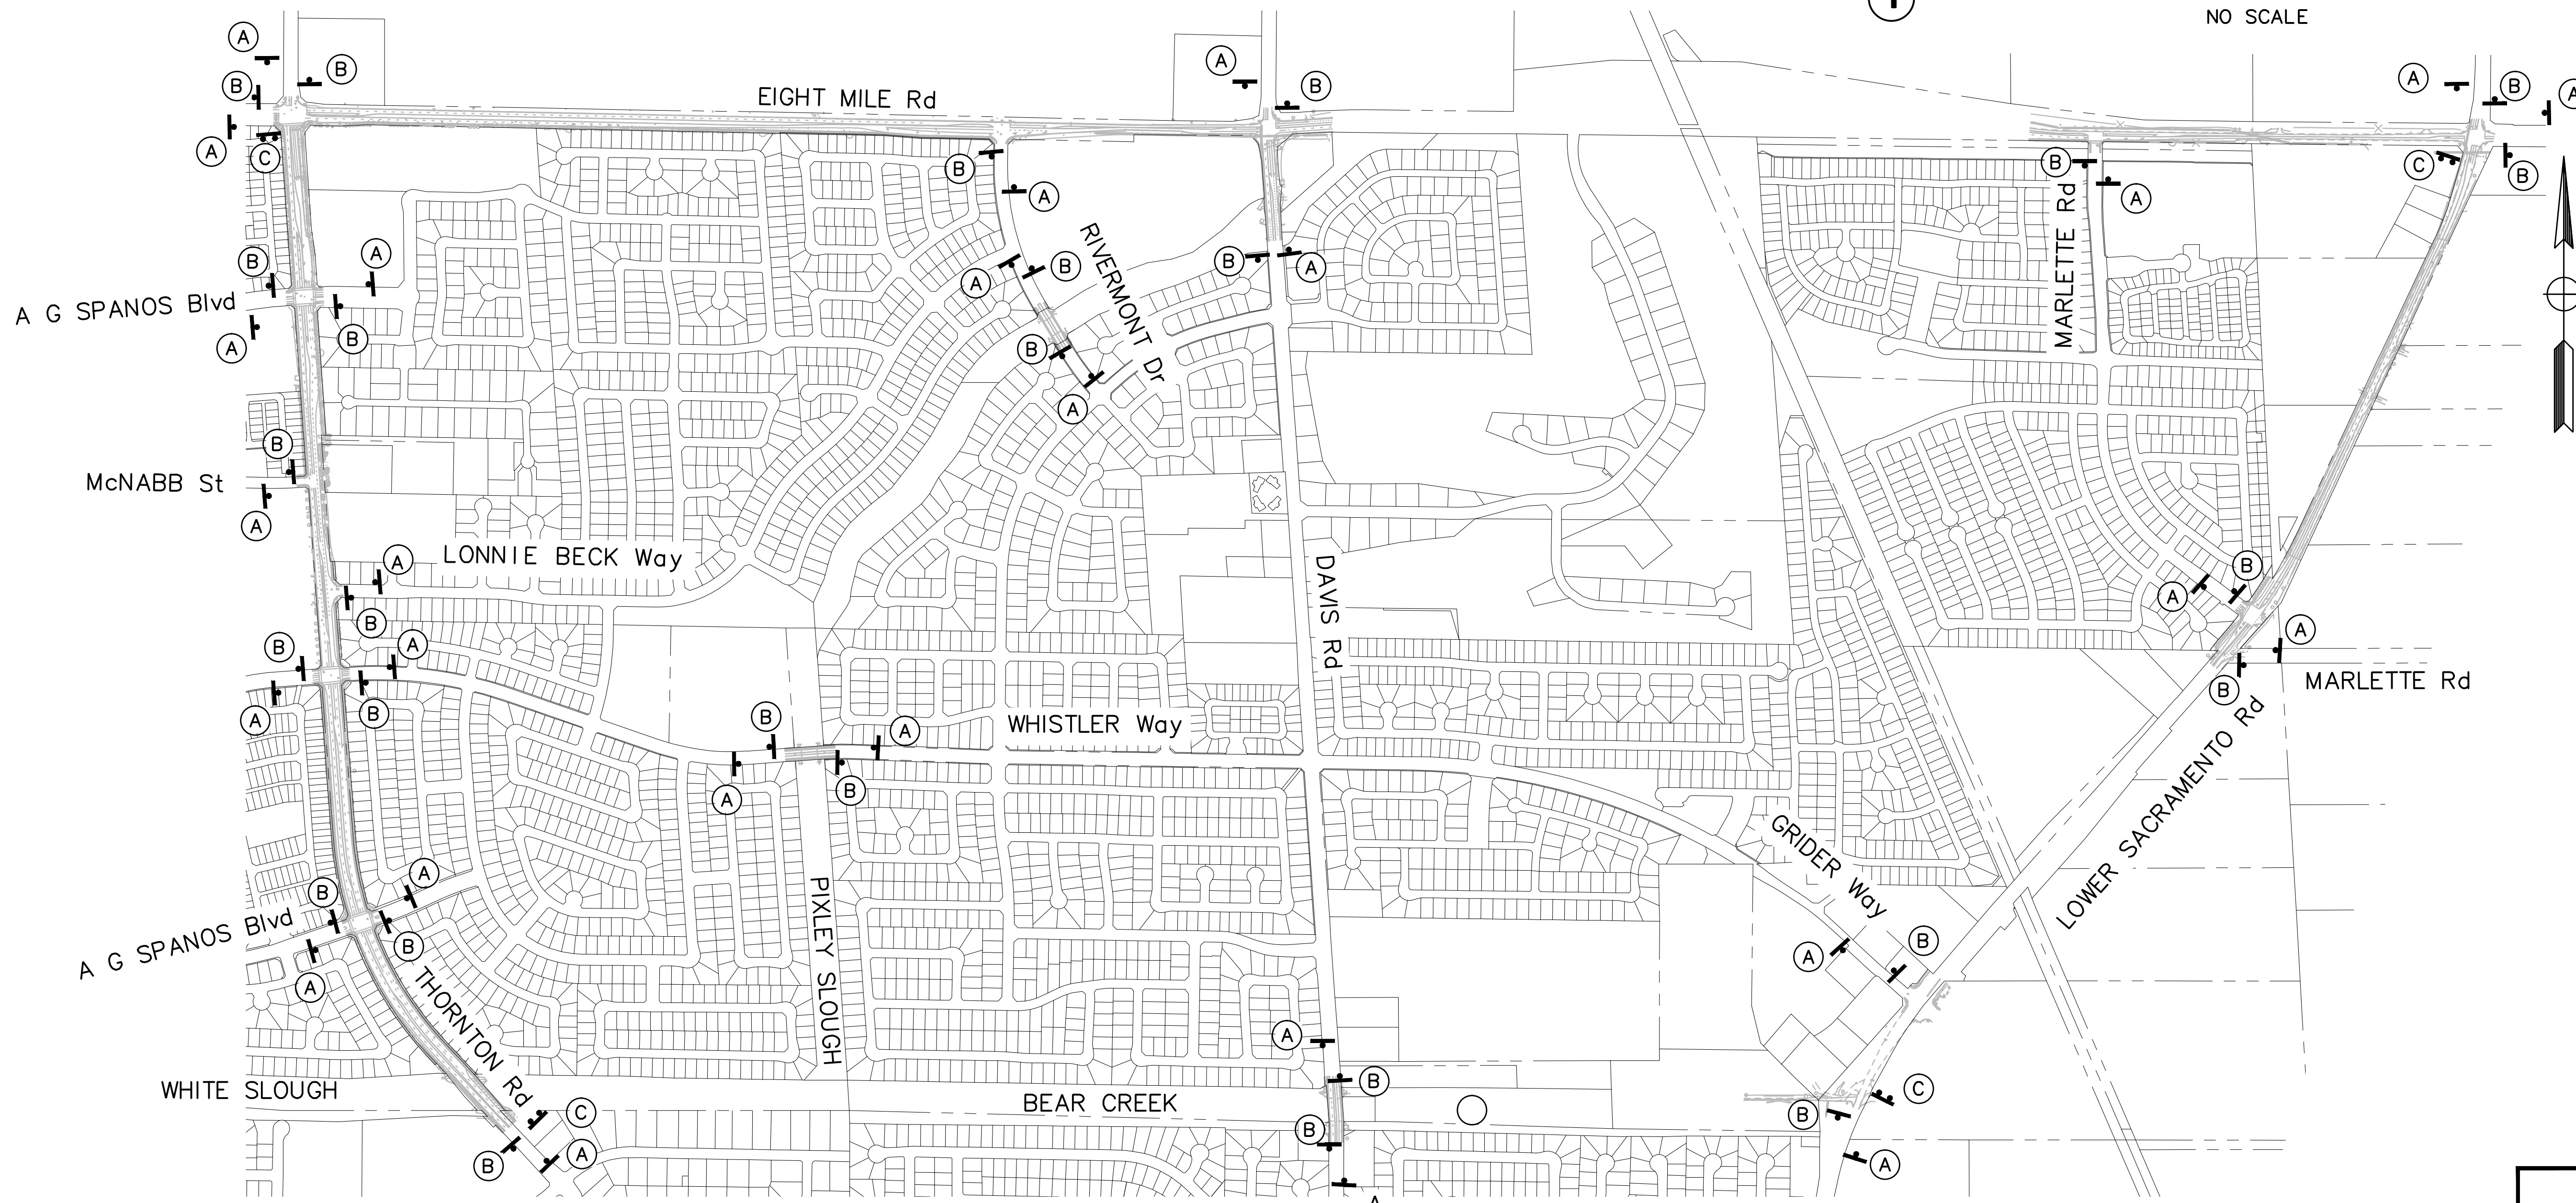 NO SCALE
A
B
B
A
C
EIGHT MILE Rd
A
B
A
B
A
C
B
B
A
RIVERMONT Dr
A
B
B
A
B
A
B
A
MARLETTE Rd
B
A
A G SPANOS Blvd
A
B
B
McNABB St
A
LONNIE BECK Way
A
B
B
A
A
B
DAVIS Rd
WHISTLER Way
B
A
A
B
A
B
A
B
MARLETTE Rd
LOWER SACRAMENTO Rd
GRIDER Way
A
B
PIXLEY SLOUGH
A G SPANOS Blvd
B
A
A
B
THORNTON Rd
WHITE SLOUGH
C
B
A
BEAR CREEK
A
B
B
A
B
C
A